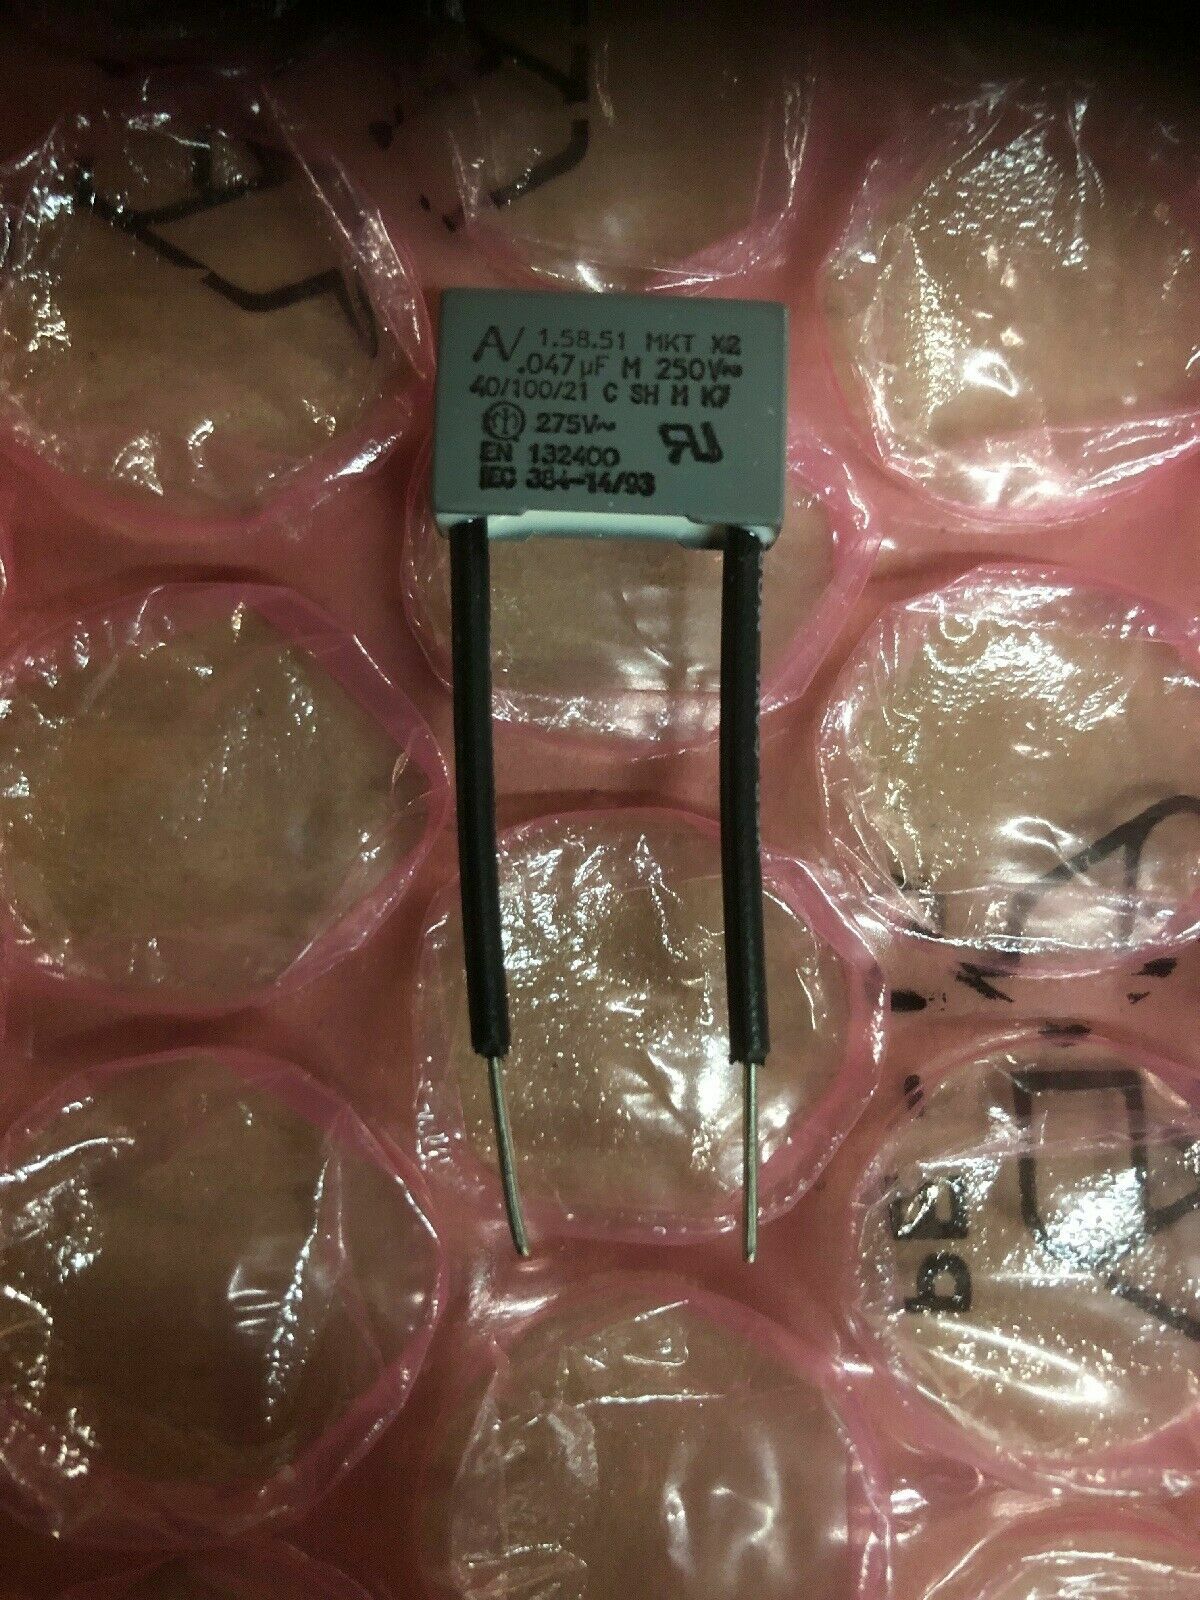 AV 1.58.51 MKT X2
.047µF M 250V~
40/100/21 C SH M K7
275V~
EN 132400
IEC 384-14/93